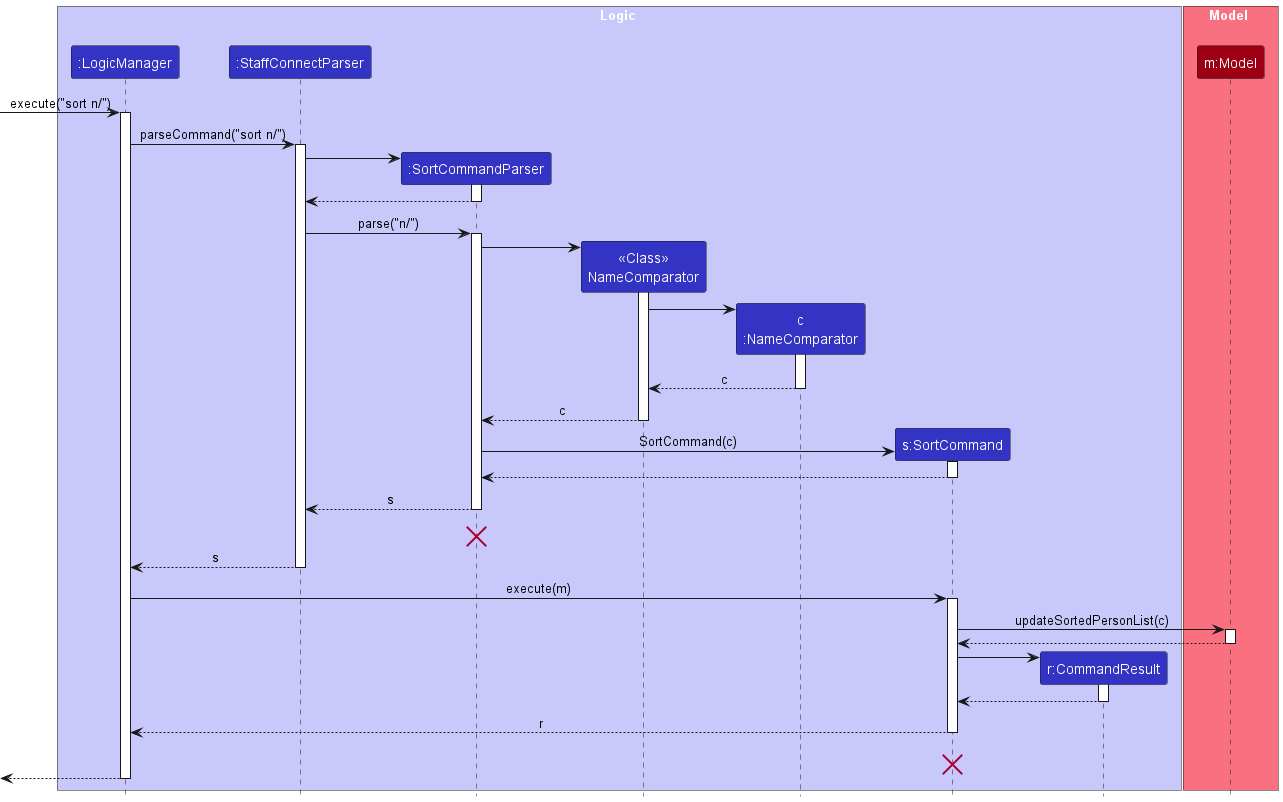 Logic
Model
:LogicManager
:StaffConnectParser
m:Model
execute("sort n/")
parseCommand("sort n/")
:SortCommandParser
parse("n/")
«Class»
NameComparator
c
:NameComparator
c
c
SortCommand(c)
s:SortCommand
s
s
execute(m)
updateSortedPersonList(c)
r:CommandResult
r